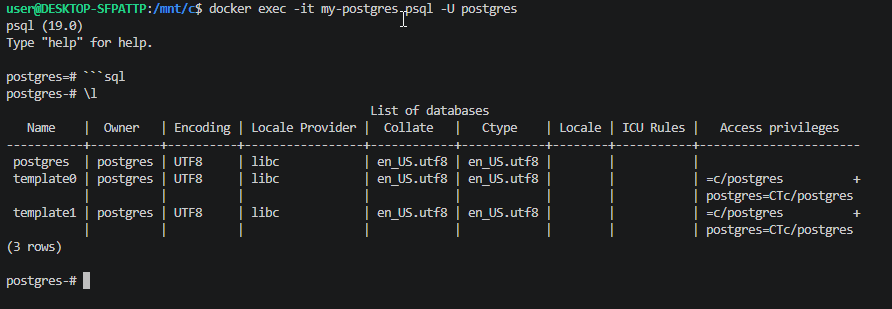 user@DESKTOP-SFPATTP:/mnt/c$ docker exec -it my-postgres psql -U postgres
psql (19.0)
Type "help" for help.

postgres=# ```sql
postgres-# \l
                                                 List of databases
   Name    |  Owner   | Encoding | Locale Provider |  Collate   |   Ctype    | Locale | ICU Rules |   Access privileges
-----------+----------+----------+-----------------+------------+------------+--------+-----------+-----------------------
 postgres  | postgres | UTF8     | libc            | en_US.utf8 | en_US.utf8 |        |           |
 template0 | postgres | UTF8     | libc            | en_US.utf8 | en_US.utf8 |        |           | =c/postgres          +
           |          |          |                 |            |            |        |           | postgres=CTc/postgres
 template1 | postgres | UTF8     | libc            | en_US.utf8 | en_US.utf8 |        |           | =c/postgres          +
           |          |          |                 |            |            |        |           | postgres=CTc/postgres
(3 rows)

postgres-#